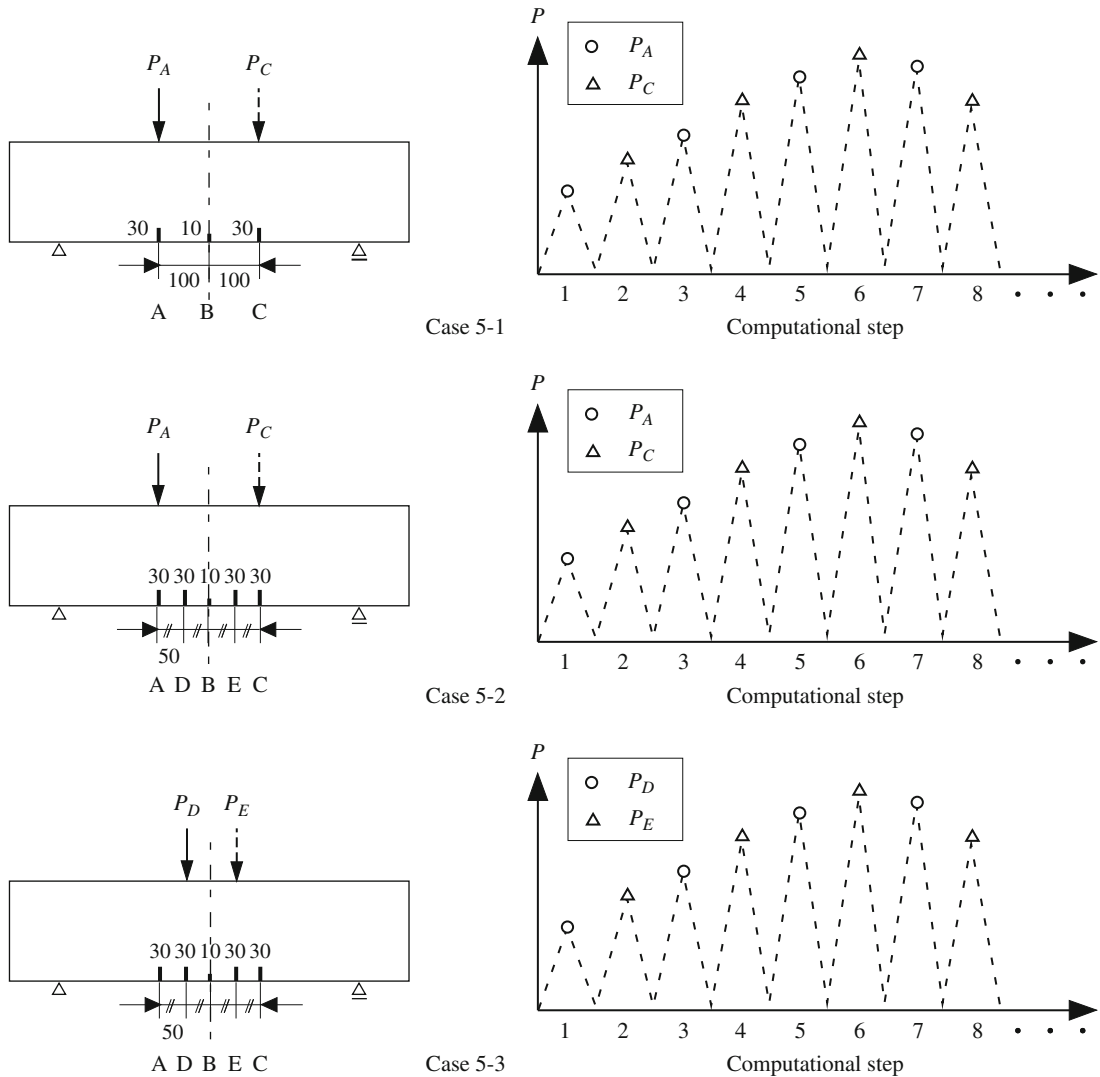 P_A P_C
30 10 30
100 100
A B C
P
P_A
P_C
1 2 3 4 5 6 7 8 • • •
Case 5-1 Computational step
P_A P_C
30 30 10 30 30
50
A D B E C
P
P_A
P_C
1 2 3 4 5 6 7 8 • • •
Case 5-2 Computational step
P_D P_E
30 30 10 30 30
50
A D B E C
P
P_D
P_E
1 2 3 4 5 6 7 8 • • •
Case 5-3 Computational step